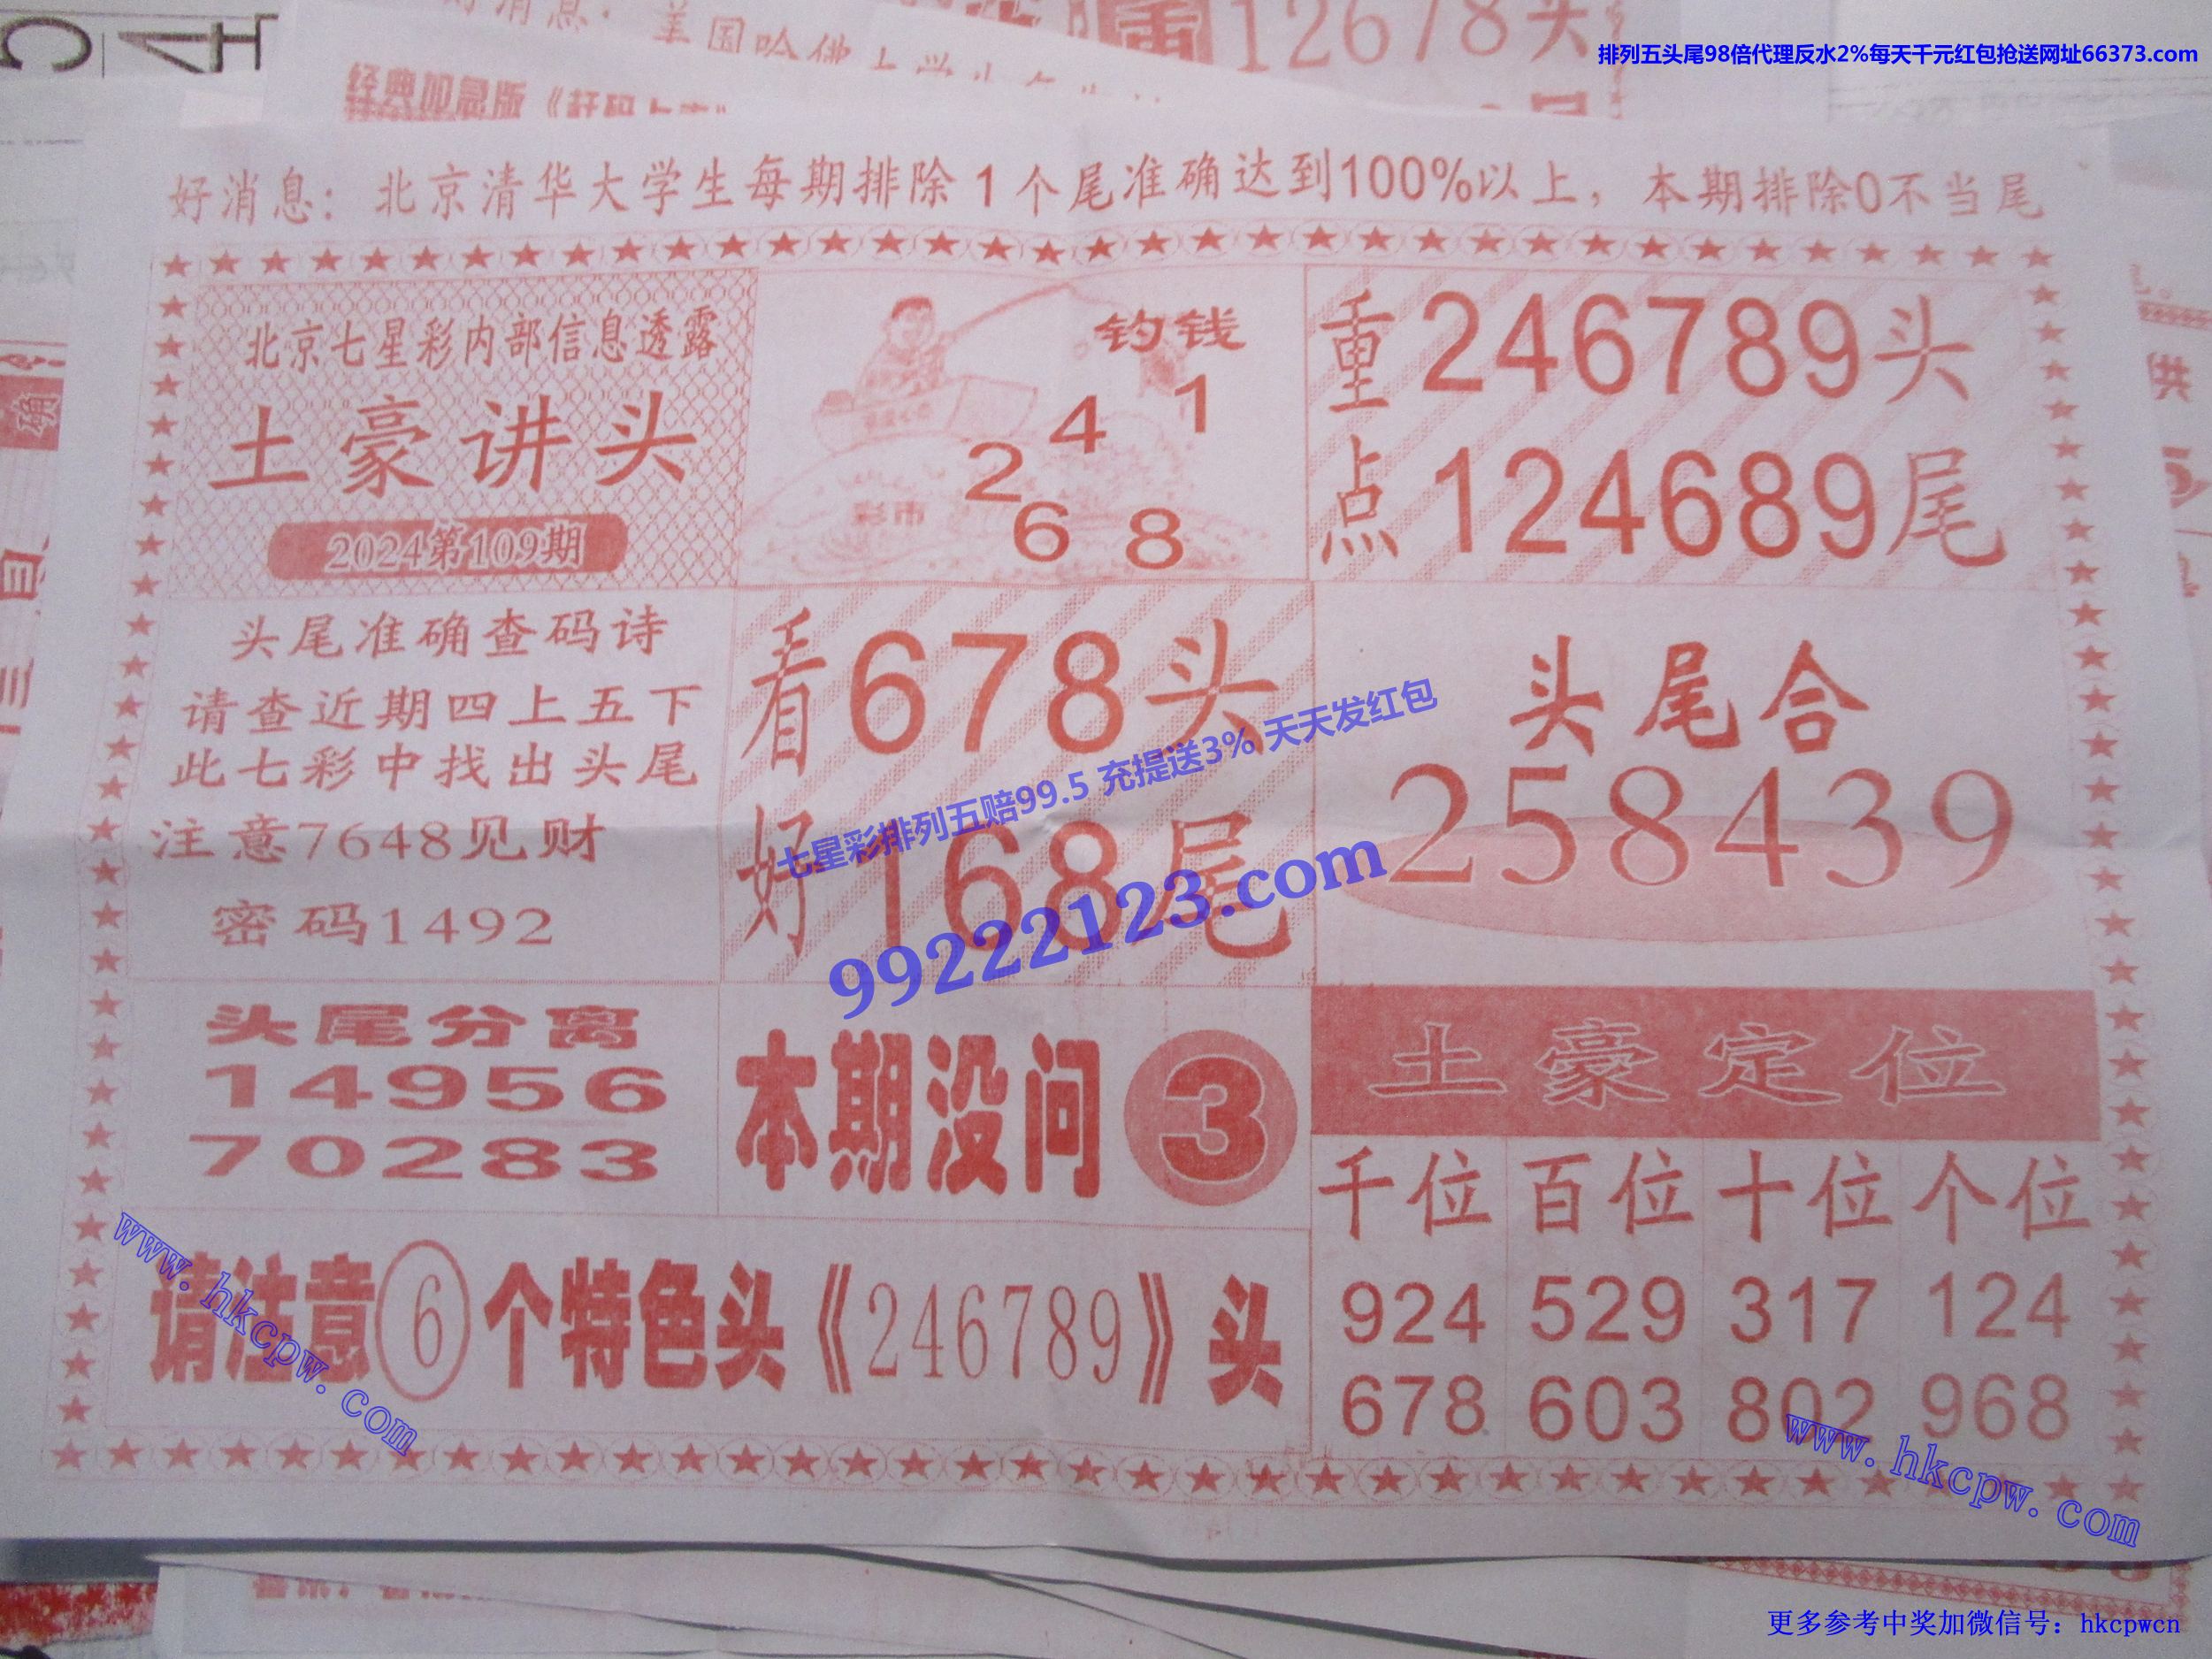 排列五头尾98倍代理反水2%每天千元红包抢送网址66373.com
12678头
好消息:北京清华大学生每期排除1个尾准确达到100%以上，本期排除0不当尾
北京七星彩内部信息透露
土豪讲头
2024第109期
钓钱
4 1
2
6 8
彩市
重246789头
点124689尾
头尾准确查码诗
请查近期四上五下
此七彩中找出头尾
注意7648见财
密码1492
看678头
好168尾
七星彩排列五赔99.5 充提送3% 天天发红包
99222123.com
头尾合
258439
头尾分离
14956
70283
本期没问3
土豪定位
千位 百位 十位 个位
924 529 317 124
678 603 802 968
请注意6个特色头《246789》头
www.hkcpw.com
www.hkcpw.com
更多参考中奖加微信号：hkcpwcn